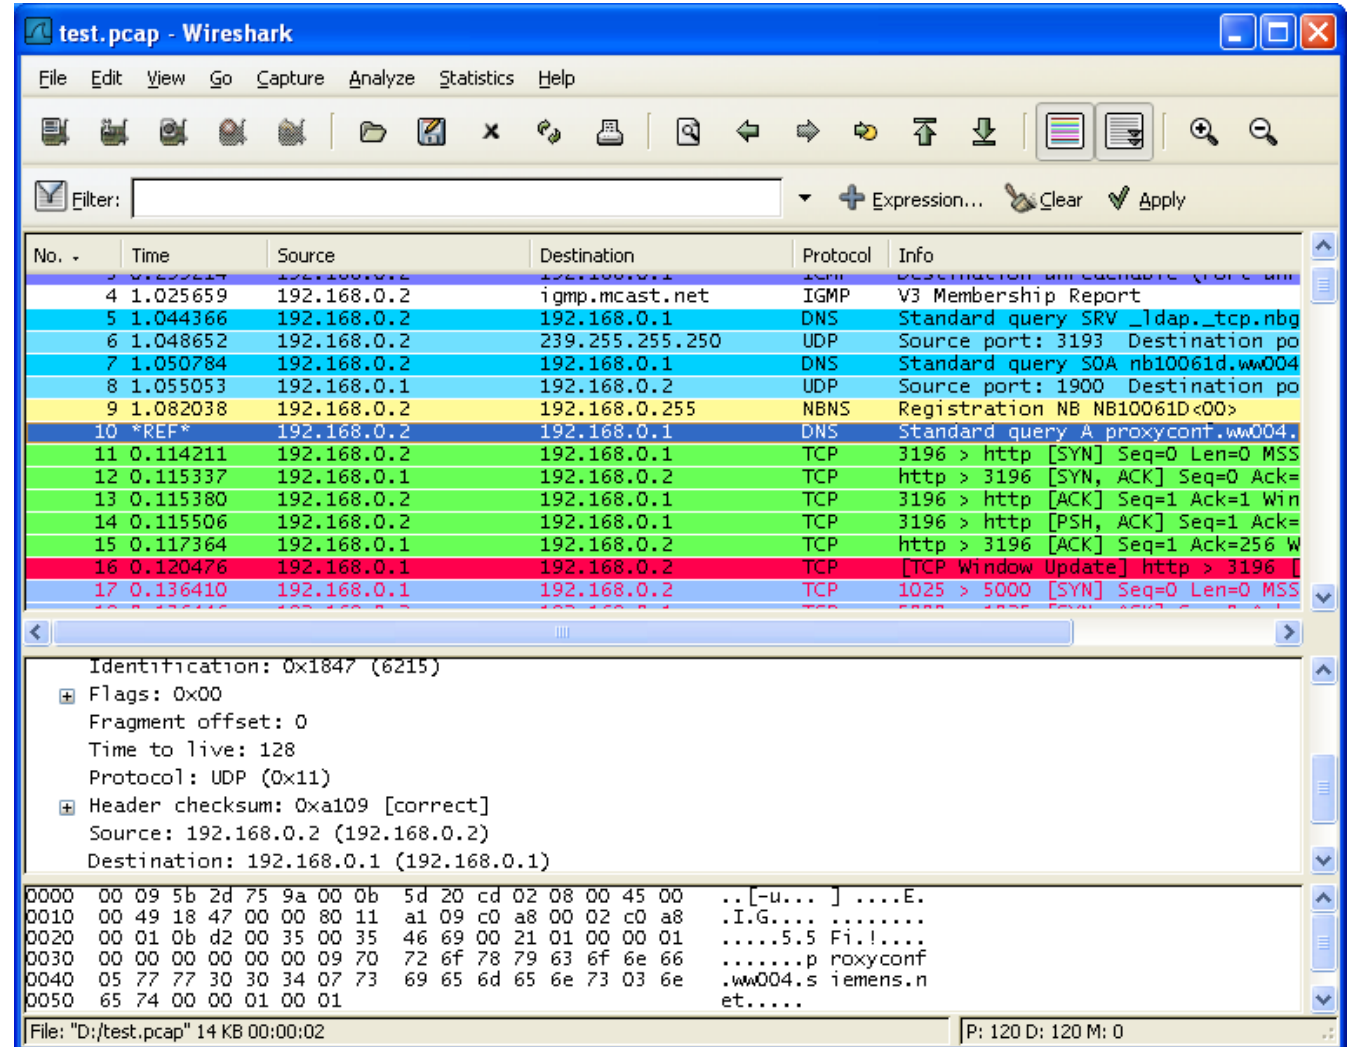 test.pcap - Wireshark
File Edit View Go Capture Analyze Statistics Help
Filter: Expression... Clear Apply
No. Time Source Destination Protocol Info
4 1.025659 192.168.0.2 igmp.mcast.net IGMP V3 Membership Report
5 1.044366 192.168.0.2 192.168.0.1 DNS Standard query SRV _ldap._tcp.nbg
6 1.048652 192.168.0.2 239.255.255.250 UDP Source port: 3193 Destination po
7 1.050784 192.168.0.2 192.168.0.1 DNS Standard query SOA nb10061d.ww004
8 1.055053 192.168.0.1 192.168.0.2 UDP Source port: 1900 Destination po
9 1.082038 192.168.0.2 192.168.0.255 NBNS Registration NB NB10061D<00>
10 *REF* 192.168.0.2 192.168.0.1 DNS Standard query A proxyconf.ww004.
11 0.114211 192.168.0.2 192.168.0.1 TCP 3196 > http [SYN] Seq=0 Len=0 MSS
12 0.115337 192.168.0.1 192.168.0.2 TCP http > 3196 [SYN, ACK] Seq=0 Ack=
13 0.115380 192.168.0.2 192.168.0.1 TCP 3196 > http [ACK] Seq=1 Ack=1 Win
14 0.115506 192.168.0.2 192.168.0.1 TCP 3196 > http [PSH, ACK] Seq=1 Ack=
15 0.117364 192.168.0.1 192.168.0.2 TCP http > 3196 [ACK] Seq=1 Ack=256 W
16 0.120476 192.168.0.1 192.168.0.2 TCP [TCP Window Update] http > 3196 [
17 0.136410 192.168.0.1 192.168.0.2 TCP 1025 > 5000 [SYN] Seq=0 Len=0 MSS
Identification: 0x1847 (6215)
Flags: 0x00
Fragment offset: 0
Time to live: 128
Protocol: UDP (0x11)
Header checksum: 0xa109 [correct]
Source: 192.168.0.2 (192.168.0.2)
Destination: 192.168.0.1 (192.168.0.1)
0000 00 09 5b 2d 75 9a 00 0b 5d 20 cd 02 08 00 45 00 ..[-u... ] ....E.
0010 00 49 18 47 00 00 80 11 a1 09 c0 a8 00 02 c0 a8 .I.G.... ........
0020 00 01 0b d2 00 35 00 35 46 69 00 21 01 00 00 01 .....5.5 Fi.!....
0030 00 00 00 00 00 00 09 70 72 6f 78 79 63 6f 6e 66 .......p roxyconf
0040 05 77 77 30 30 34 07 73 69 65 6d 65 6e 73 03 6e .ww004.s iemens.n
0050 65 74 00 00 01 00 01 et.....
File: "D:/test.pcap" 14 KB 00:00:02 P: 120 D: 120 M: 0